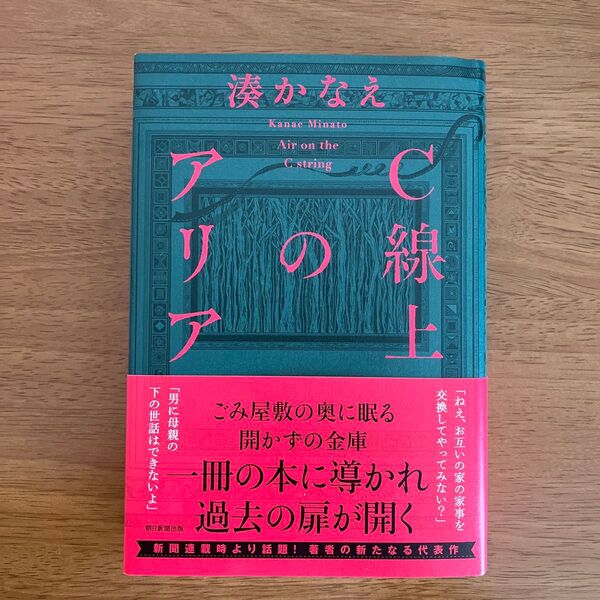 湊かなえ
Kanae Minato
Air on the
C string
C線上
の
アリア
「ねえ、お互いの家の家事を
交換してやってみない？」
ごみ屋敷の奥に眠る
開かずの金庫
一冊の本に導かれ
過去の扉が開く
「男に母親の
下の世話はできないよ」
朝日新聞出版
新聞連載時より話題！著者の新たなる代表作